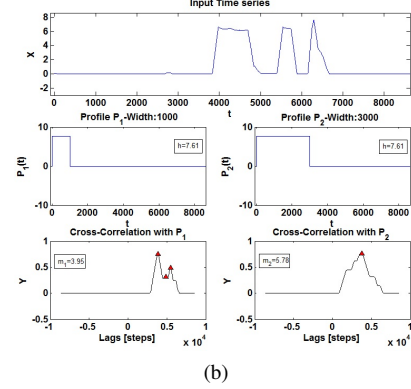 Input Time series
8
6
4
2
0
-2
X
0 1000 2000 3000 4000 5000 6000 7000 8000
t
Profile P1-Width:1000 Profile P2-Width:3000
10
0
-10
P1(t)
h=7.61
0 2000 4000 6000 8000
t
10
0
-10
P2(t)
h=7.61
0 2000 4000 6000 8000
t
Cross-Correlation with P1
1
0.5
0
-0.5
Y
m1=3.95
-1 -0.5 0 0.5 1
Lags [steps] x 10^4
Cross-Correlation with P2
1
0.5
0
-0.5
Y
m2=5.78
-1 -0.5 0 0.5 1
Lags [steps] x 10^4
(b)